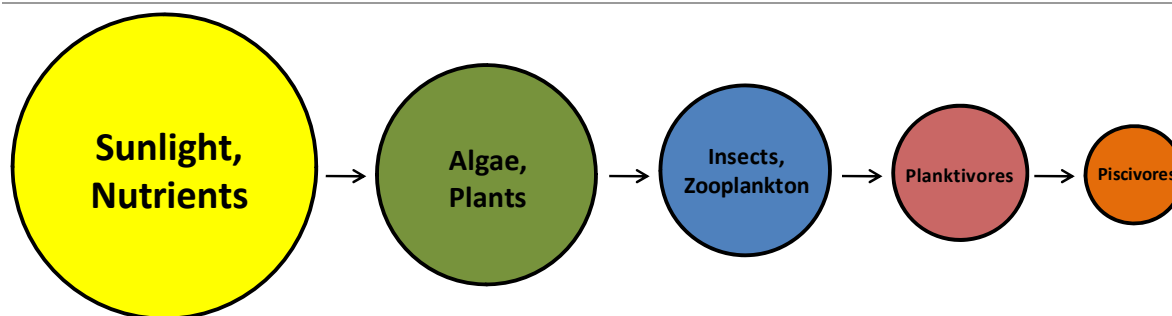 Sunlight,
Nutrients
Algae,
Plants
Insects,
Zooplankton
Planktivores
Piscivores